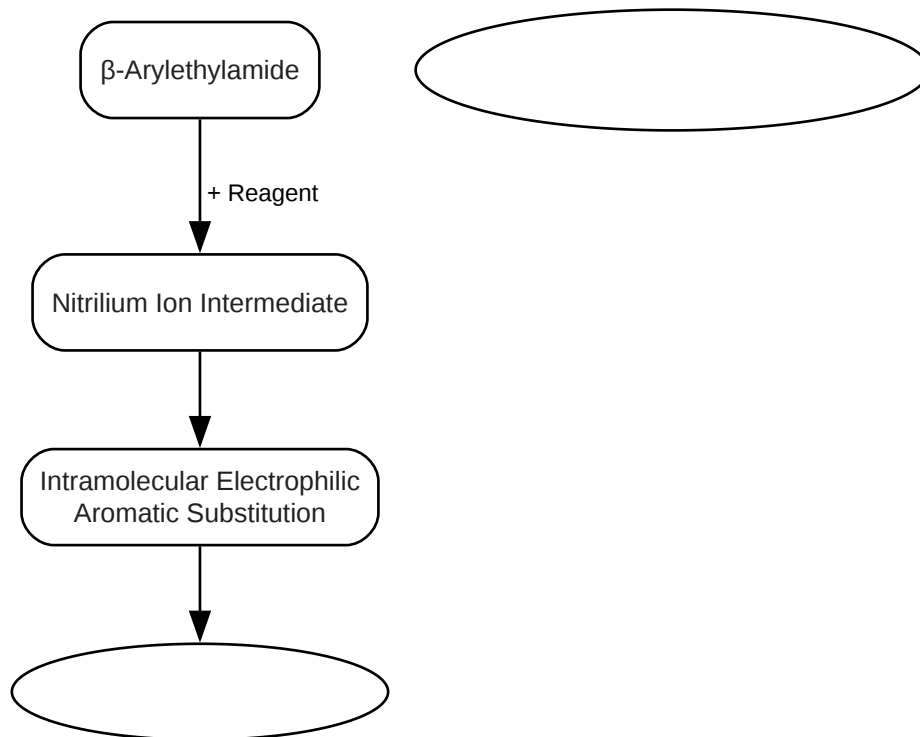 β-Arylethylamide
+ Reagent
Nitrilium Ion Intermediate
Intramolecular Electrophilic
Aromatic Substitution